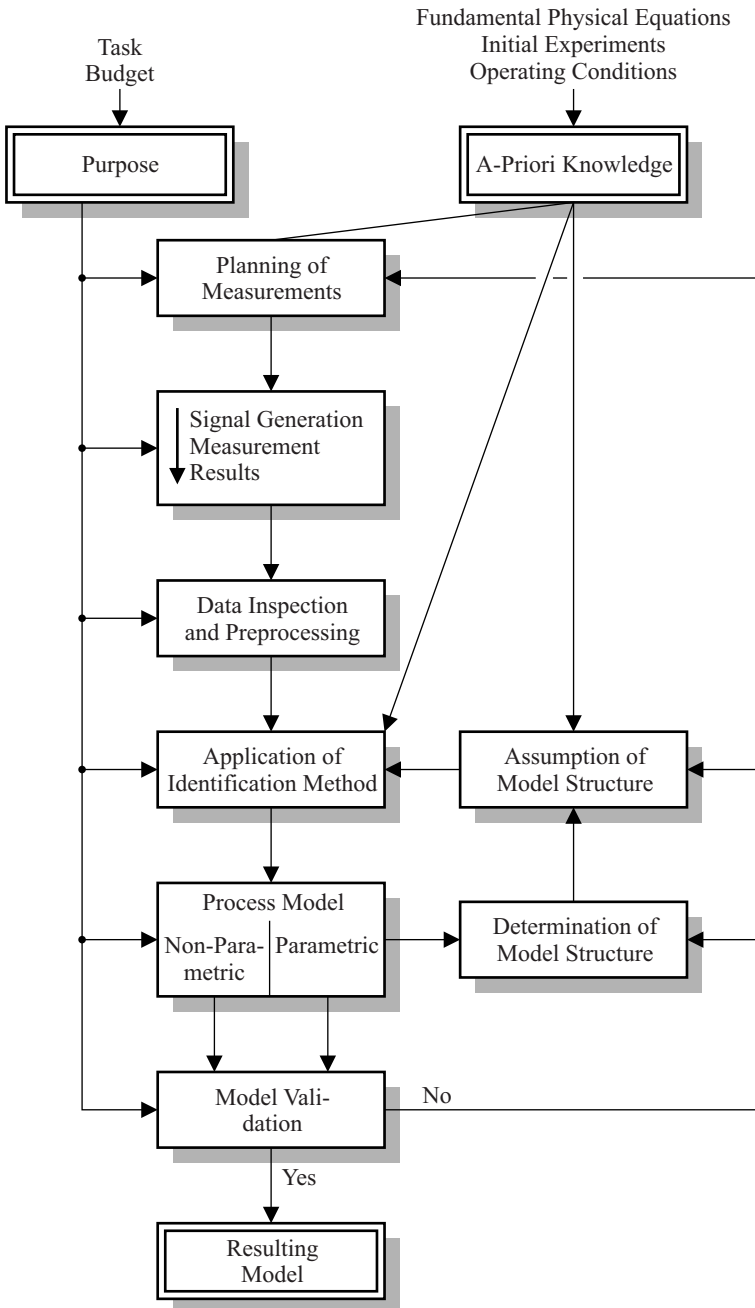 Task
Budget
Fundamental Physical Equations
Initial Experiments
Operating Conditions
Purpose
A-Priori Knowledge
Planning of
Measurements
Signal Generation
Measurement
Results
Data Inspection
and Preprocessing
Application of
Identification Method
Assumption of
Model Structure
Process Model
Non-Para-
metric
Parametric
Determination of
Model Structure
Model Vali-
dation
No
Yes
Resulting
Model